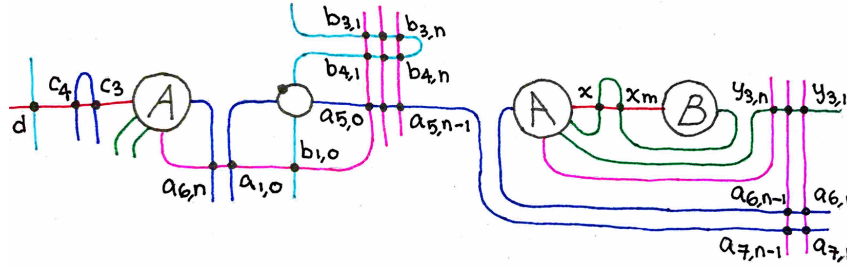 b3,1 b3,n
c4 c3 A b4,1 b4,n A x xm B y3,n y3,1
d a5,0 a5,n-1
a6,n a1,0 b1,0 a6,n-1
a7,n-1